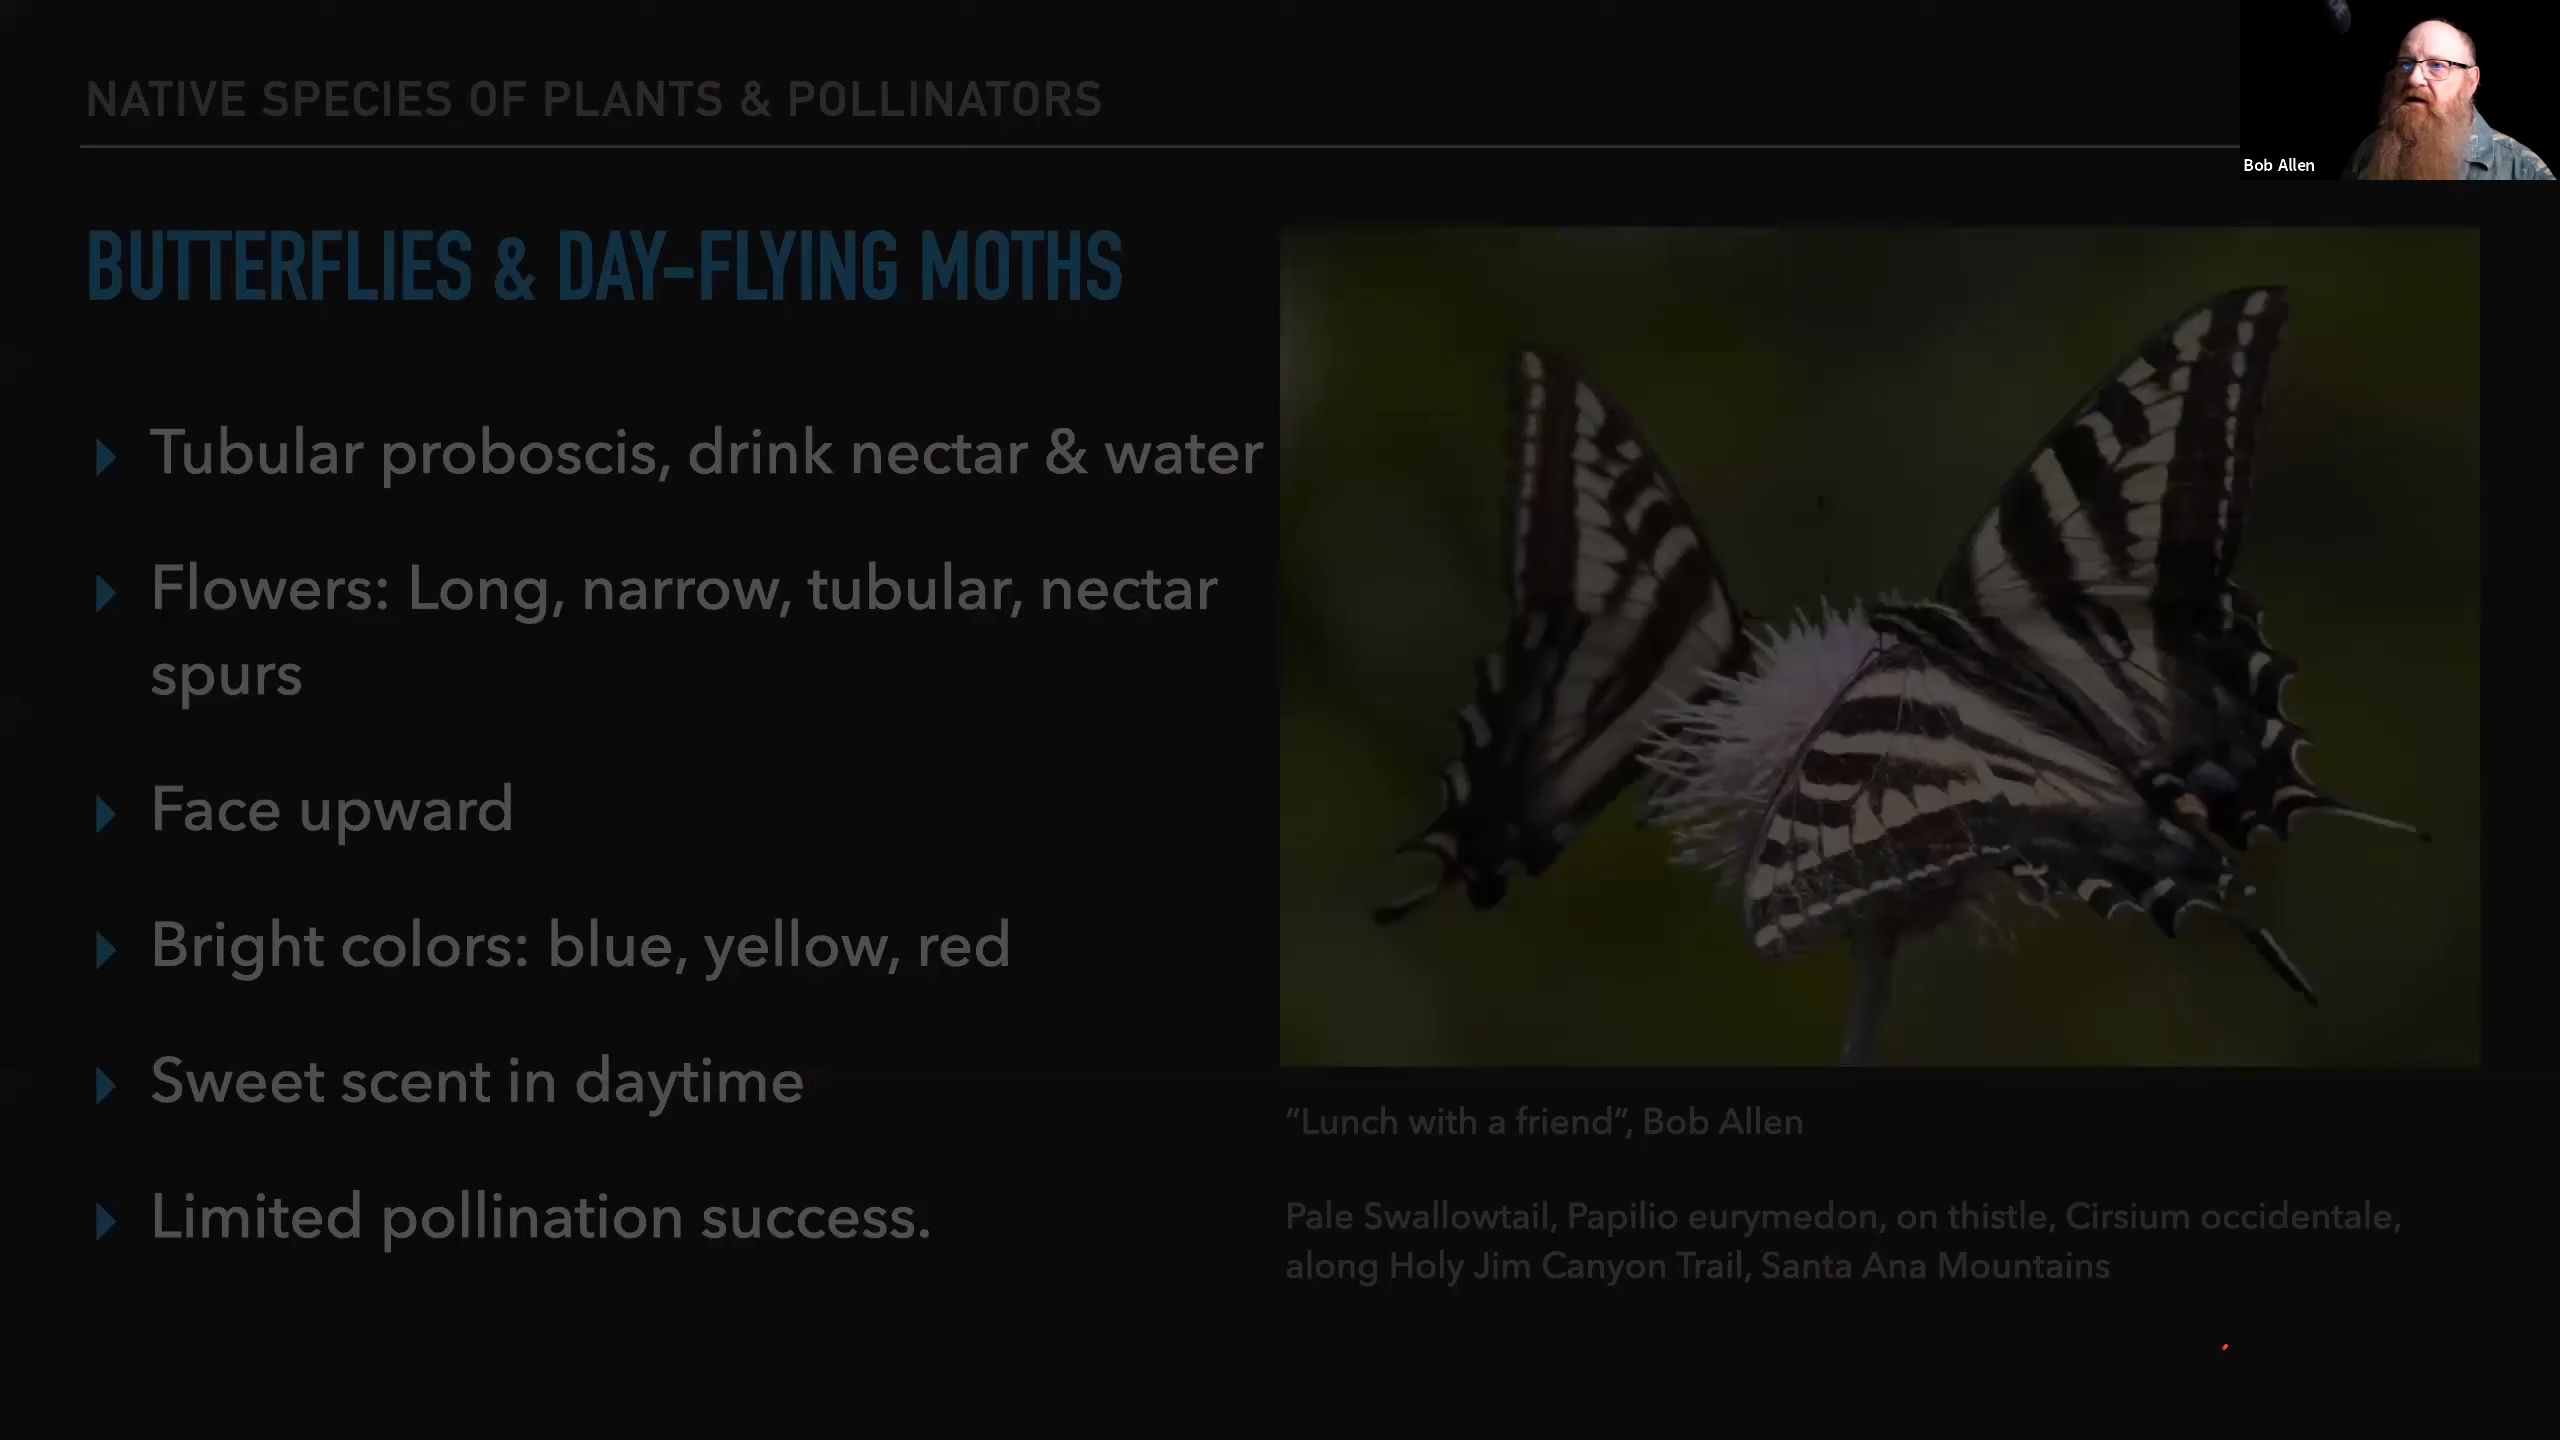 NATIVE SPECIES OF PLANTS & POLLINATORS
Bob Allen
BUTTERFLIES & DAY-FLYING MOTHS
Tubular proboscis, drink nectar & water
Flowers: Long, narrow, tubular, nectar
spurs
Face upward
Bright colors: blue, yellow, red
Sweet scent in daytime
Limited pollination success.
“Lunch with a friend”, Bob Allen
Pale Swallowtail, Papilio eurymedon, on thistle, Cirsium occidentale,
along Holy Jim Canyon Trail, Santa Ana Mountains